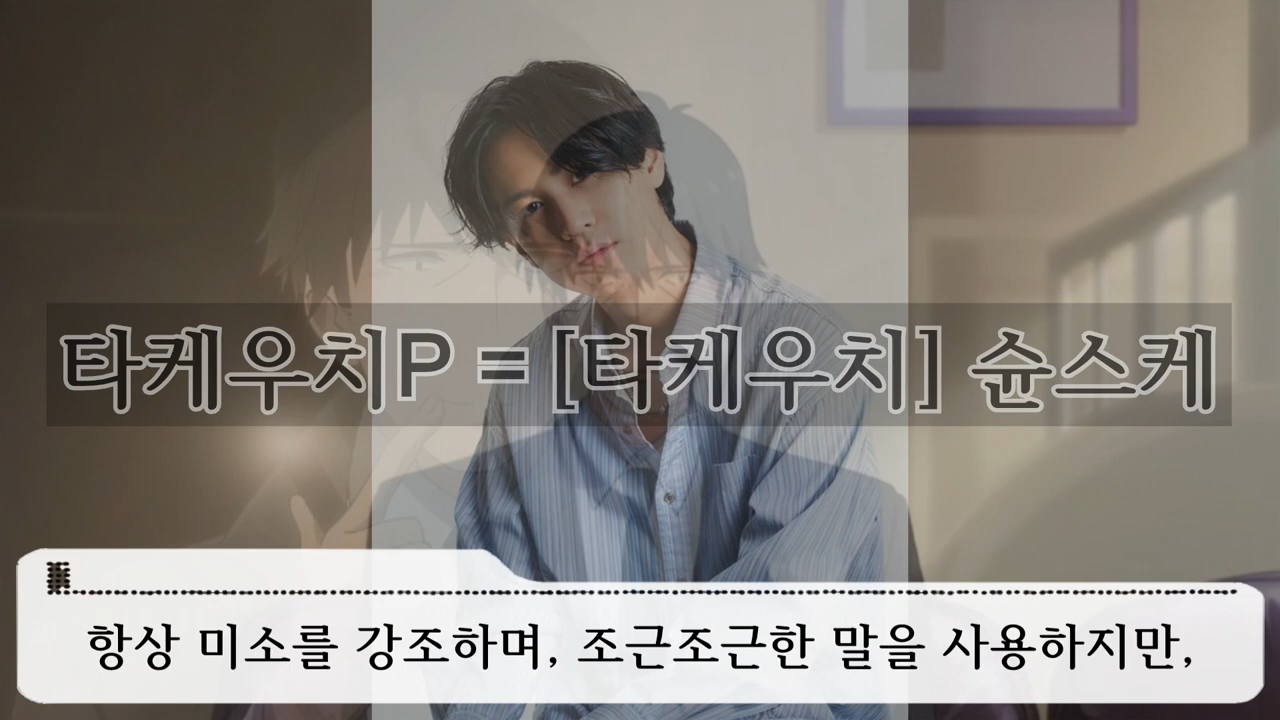 타케우치P = [타케우치] 슌스케
항상 미소를 강조하며, 조근조근한 말을 사용하지만,